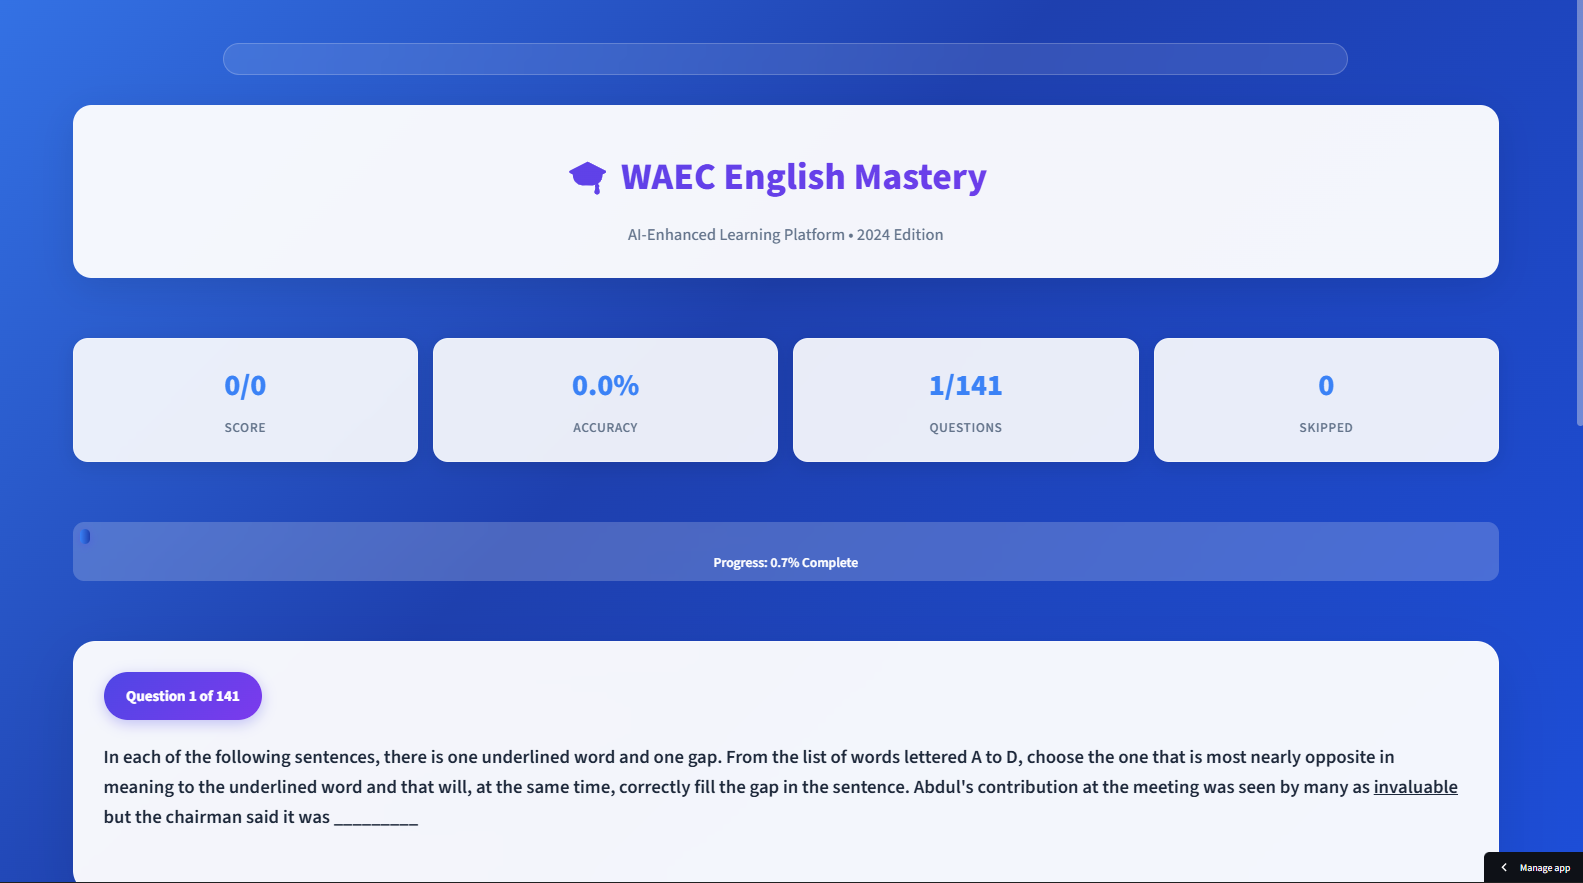 WAEC English Mastery
AI-Enhanced Learning Platform • 2024 Edition
0/0
SCORE
0.0%
ACCURACY
1/141
QUESTIONS
0
SKIPPED
Progress: 0.7% Complete
Question 1 of 141
In each of the following sentences, there is one underlined word and one gap. From the list of words lettered A to D, choose the one that is most nearly opposite in
meaning to the underlined word and that will, at the same time, correctly fill the gap in the sentence. Abdul's contribution at the meeting was seen by many as invaluable
but the chairman said it was _________
Manage app